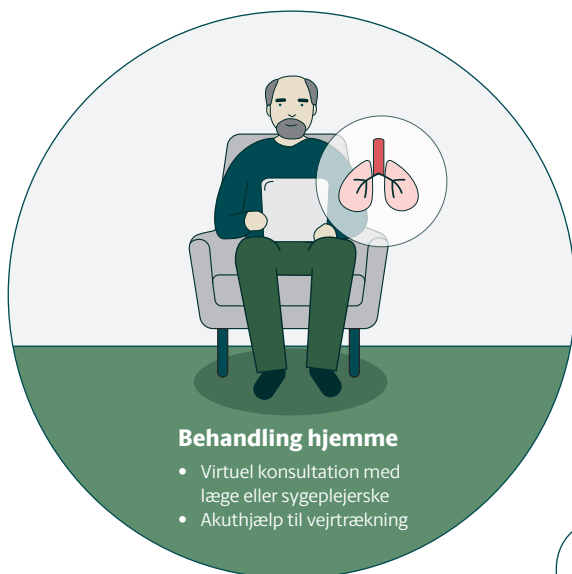 Behandling hjemme
• Virtuel konsultation med
læge eller sygeplejerske
• Akuthjælp til vejrtrækning